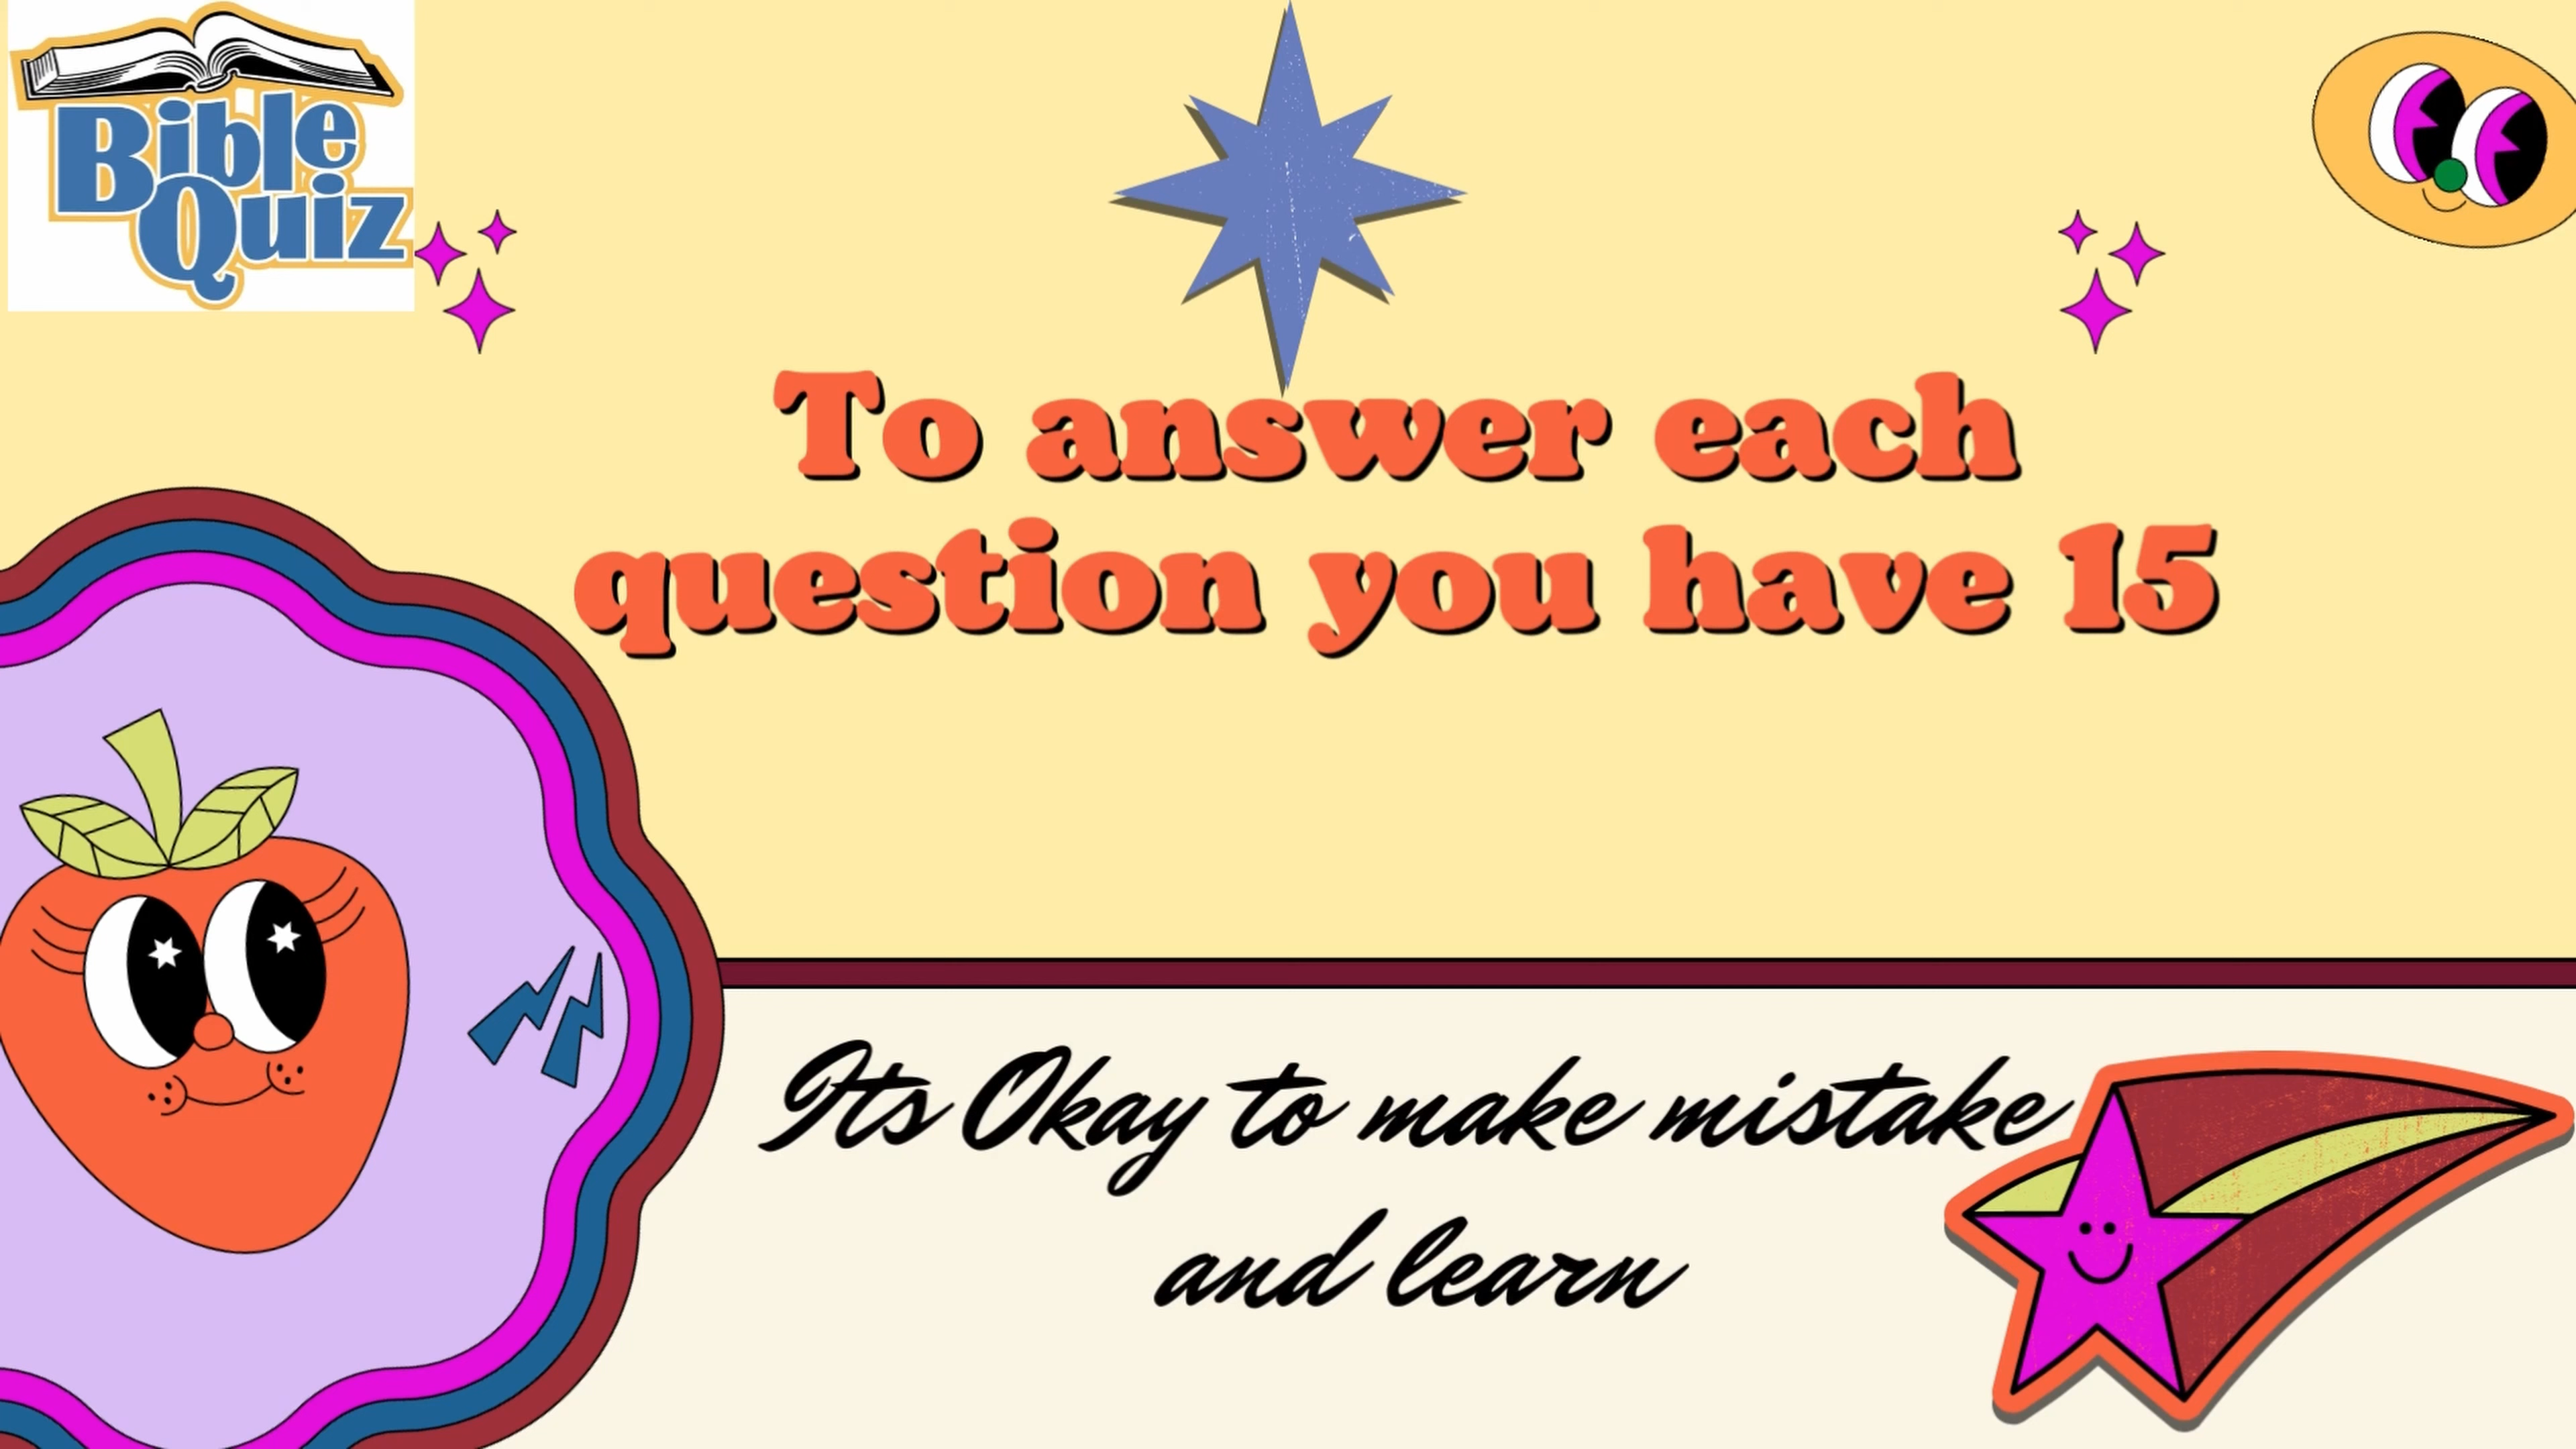 Bible
Quiz
To answer each
question you have 15
Its Okay to make mistake
and learn